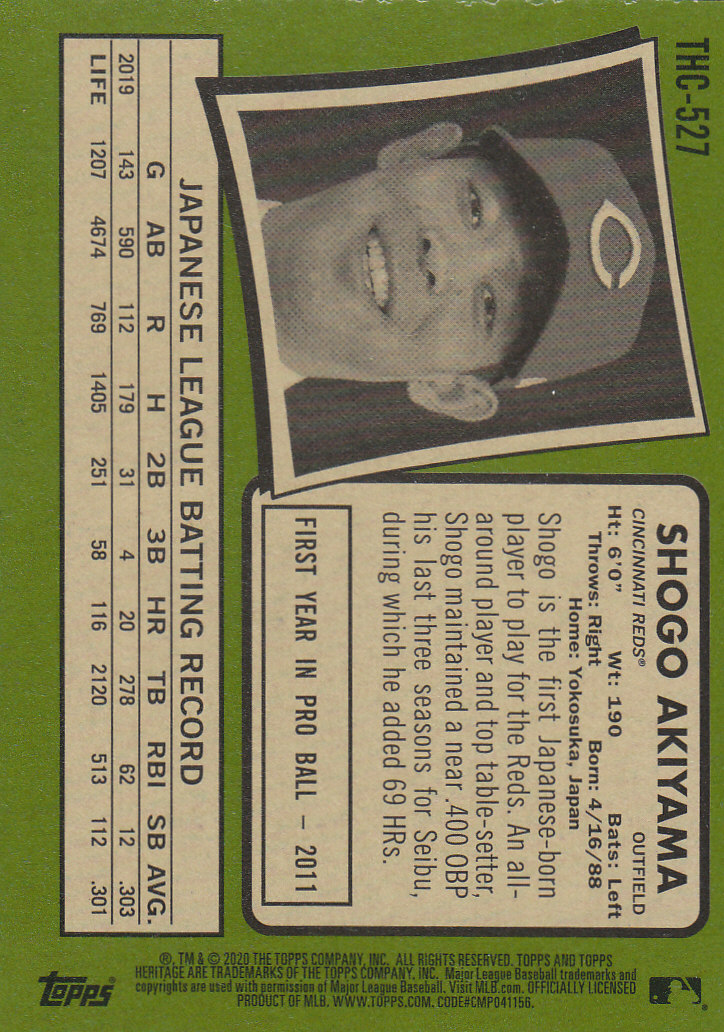 THC-527
SHOGO AKIYAMA
CINCINNATI REDS® OUTFIELD
Ht: 6'0" Wt: 190 Bats: Left
Throws: Right Born: 4/16/88
Home: Yokosuka, Japan
Shogo is the first Japanese-born
player to play for the Reds. An all-
around player and top table-setter,
Shogo maintained a near .400 OBP
his last three seasons for Seibu,
during which he added 69 HRs.
FIRST YEAR IN PRO BALL – 2011
C
JAPANESE LEAGUE BATTING RECORD
G AB R H 2B 3B HR TB RBI SB AVG.
2019 143 590 112 179 31 4 20 278 62 12 .303
LIFE 1207 4674 769 1405 251 58 116 2120 513 112 .301
®, TM & © 2020 THE TOPPS COMPANY, INC. ALL RIGHTS RESERVED. TOPPS AND TOPPS
HERITAGE ARE TRADEMARKS OF THE TOPPS COMPANY, INC. Major League Baseball trademarks and
copyrights are used with permission of Major League Baseball. Visit MLB.com. OFFICIALLY LICENSED
PRODUCT OF MLB. WWW.TOPPS.COM. CODE#CMP041156.
topps®